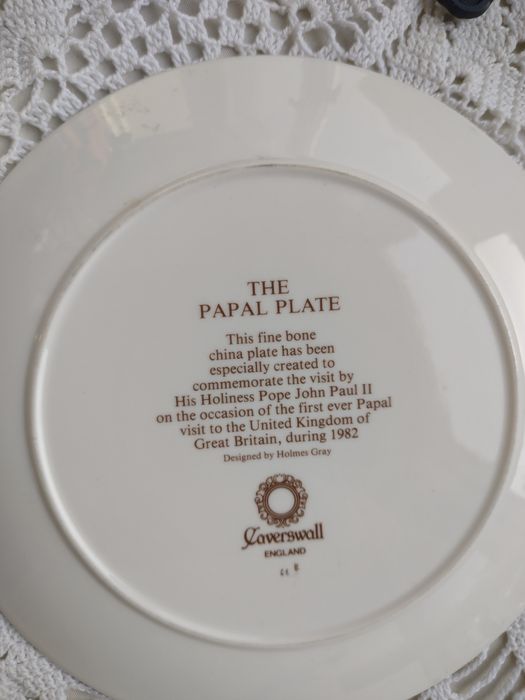 THE
PAPAL PLATE
This fine bone
china plate has been
especially created to
commemorate the visit by
His Holiness Pope John Paul II
on the occasion of the first ever Papal
visit to the United Kingdom of
Great Britain, during 1982
Designed by Holmes Gray
Caverswall
ENGLAND